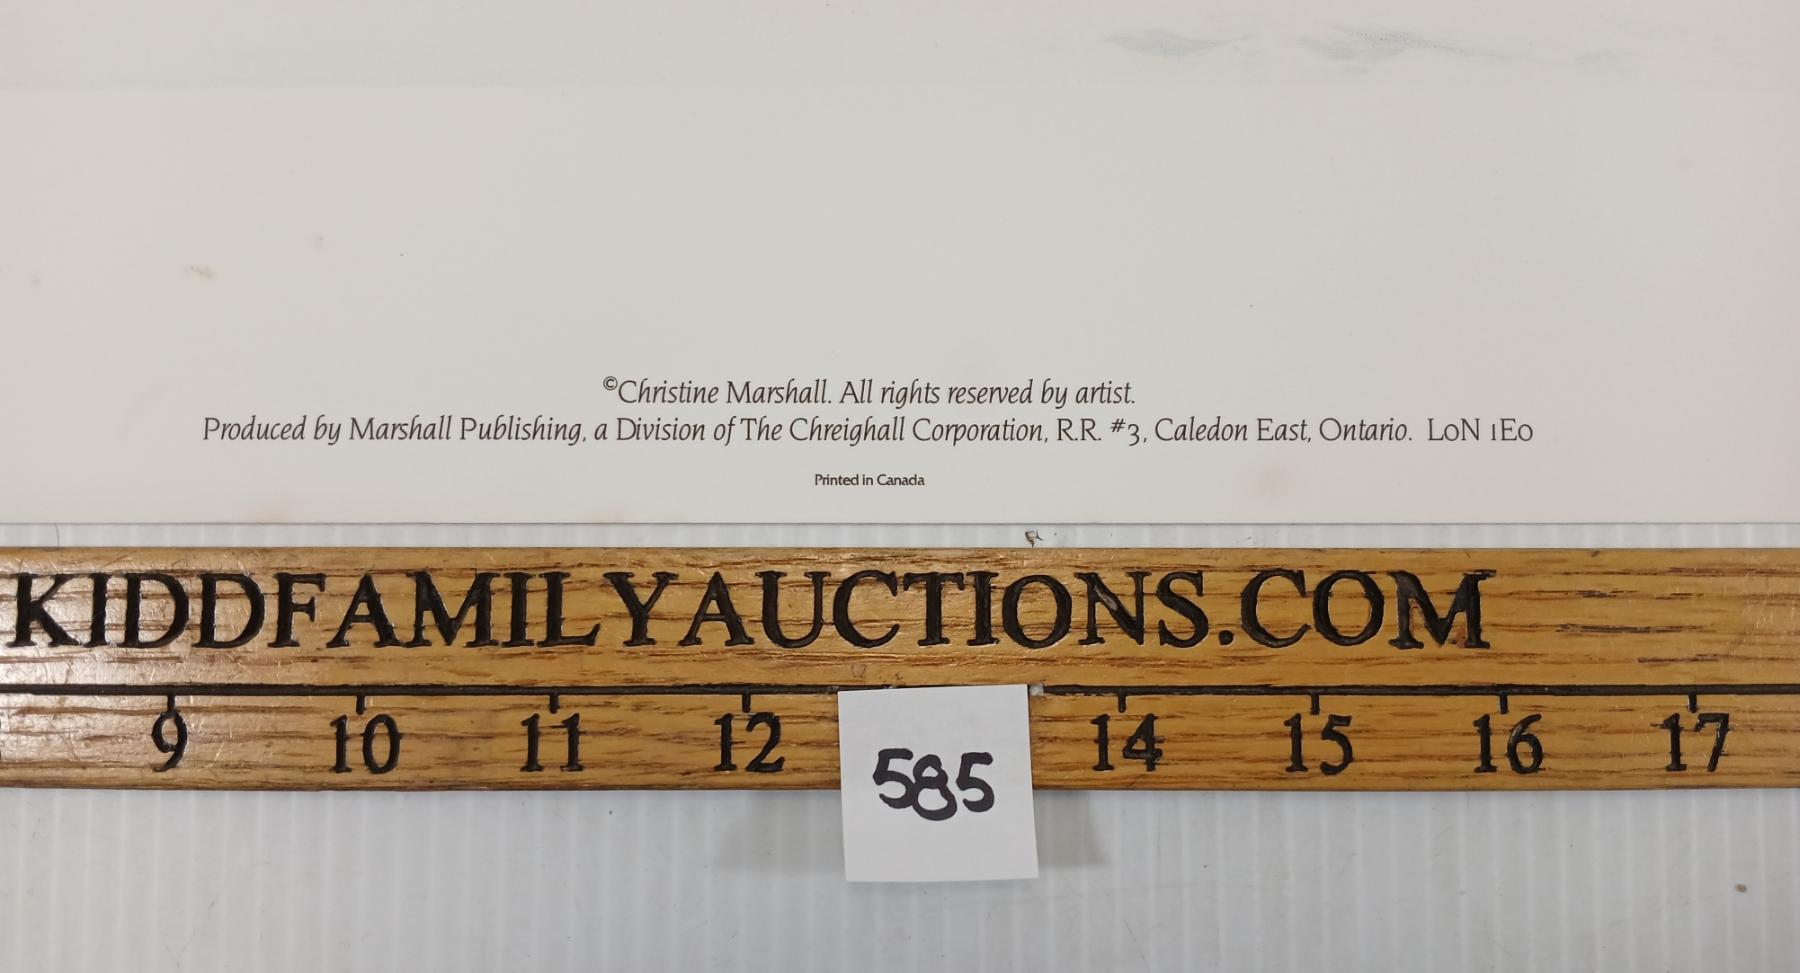 ©Christine Marshall. All rights reserved by artist.
Produced by Marshall Publishing, a Division of The Chreighall Corporation, R.R. #3, Caledon East, Ontario. L0N 1E0
Printed in Canada
KIDDFAMILYAUCTIONS.COM
9 10 11 12 14 15 16 17
585